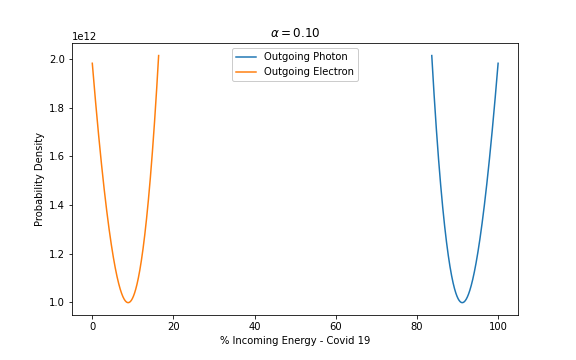 α = 0.10
1e12
Outgoing Photon
Outgoing Electron
2.0
1.8
1.6
1.4
1.2
1.0
Probability Density
0
20
40
60
80
100
% Incoming Energy - Covid 19